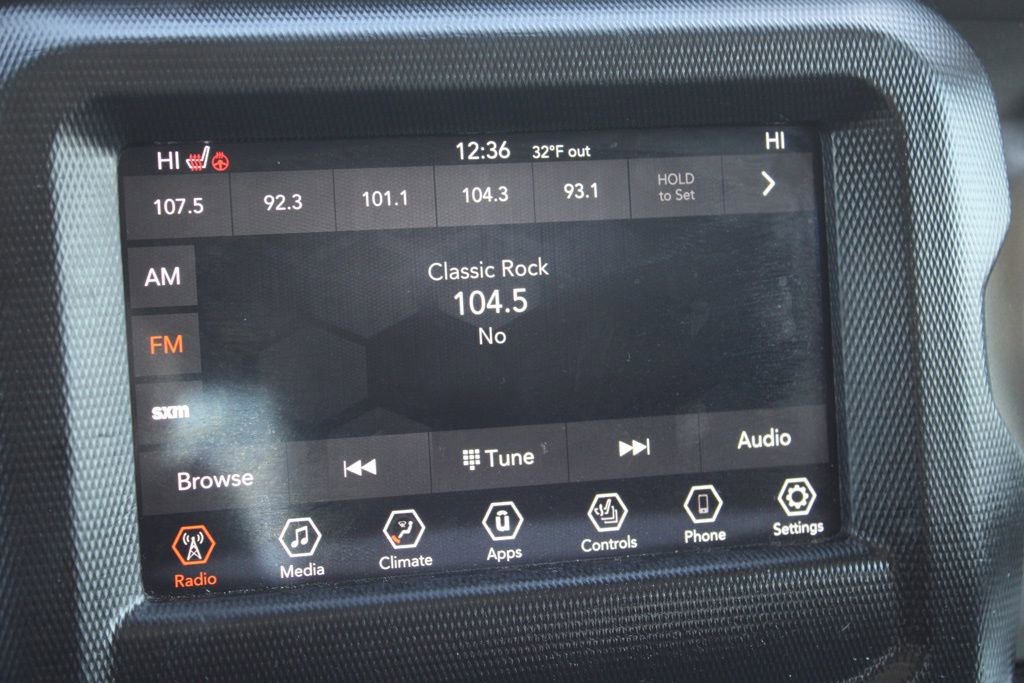 HI 12:36 32°F out HI
107.5 92.3 101.1 104.3 93.1 HOLD
to Set
AM
Classic Rock
104.5
FM
No
sxm
Browse Tune Audio
Radio Media Climate Apps Controls Phone Settings